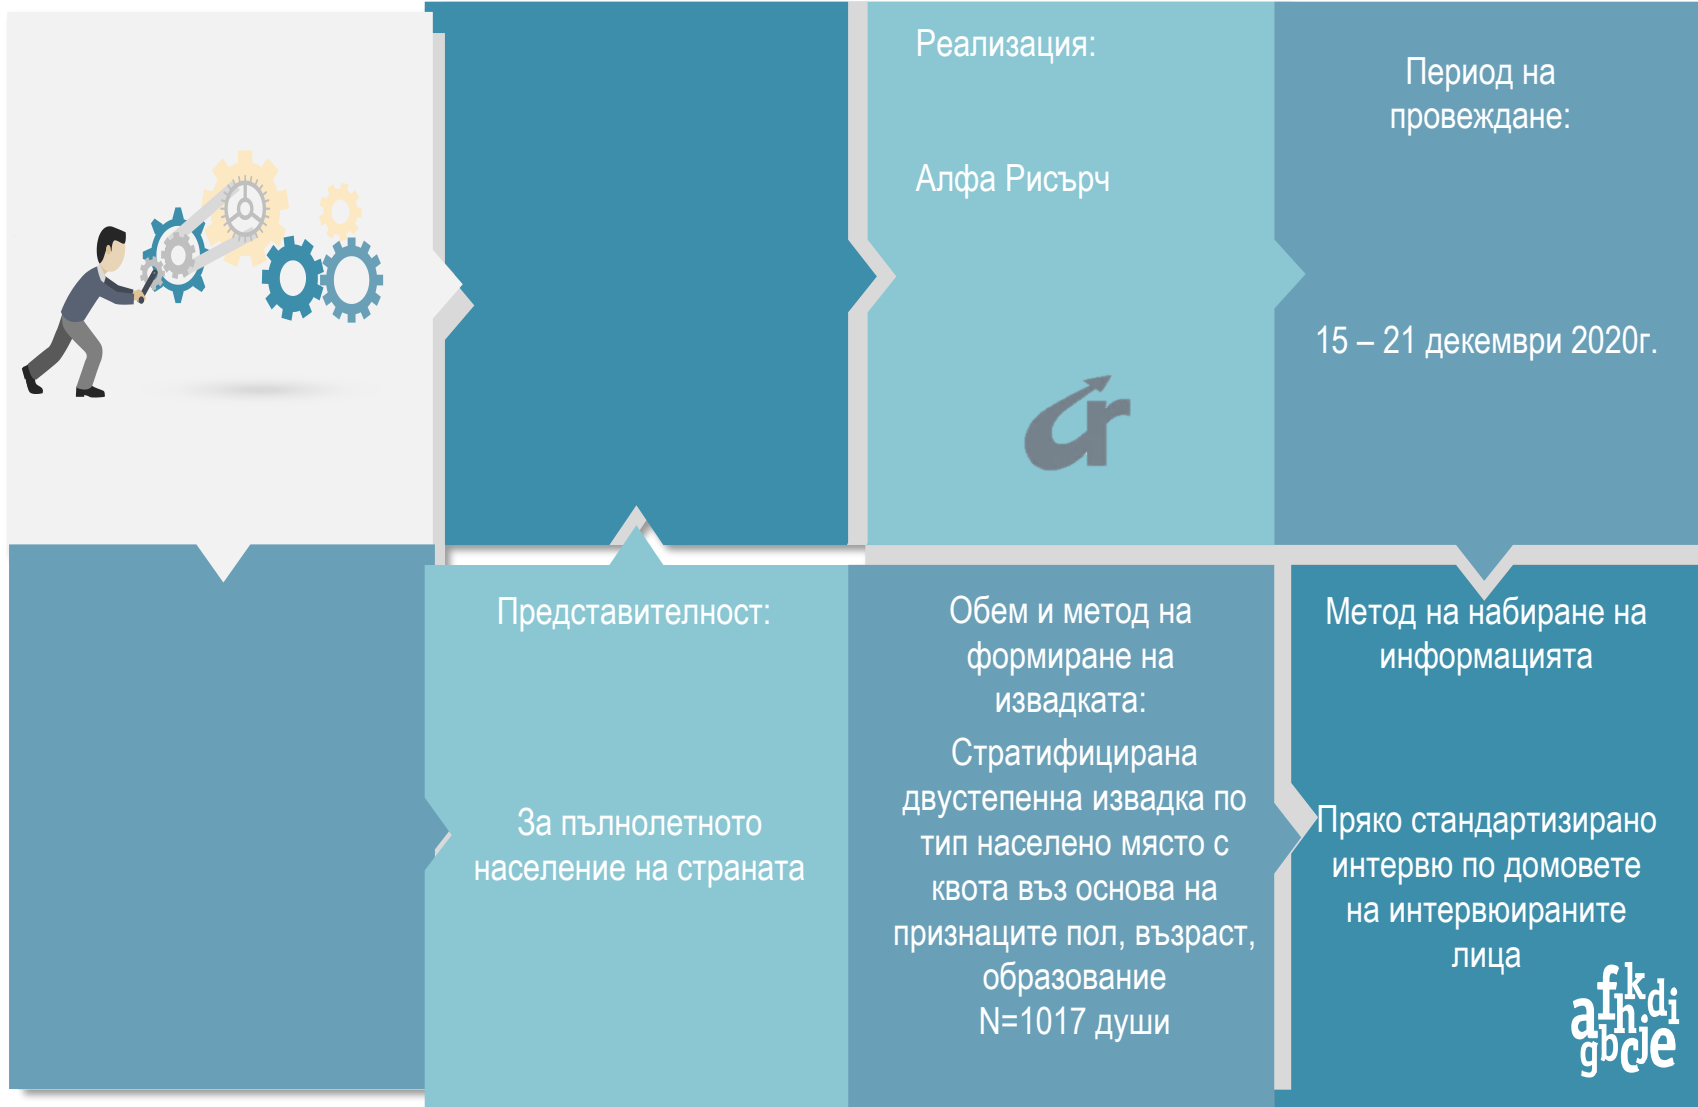 Реализация:
Алфа Рисърч
ar
Период на
провеждане:
15 – 21 декември 2020г.
Представителност:
За пълнолетното
население на страната
Обем и метод на
формиране на
извадката:
Стратифицирана
двустепенна извадка по
тип населено място с
квота въз основа на
признаците пол, възраст,
образование
N=1017 души
Метод на набиране на
информацията
Пряко стандартизирано
интервю по домовете
на интервюираните
лица
a f h k d i
g b c j e